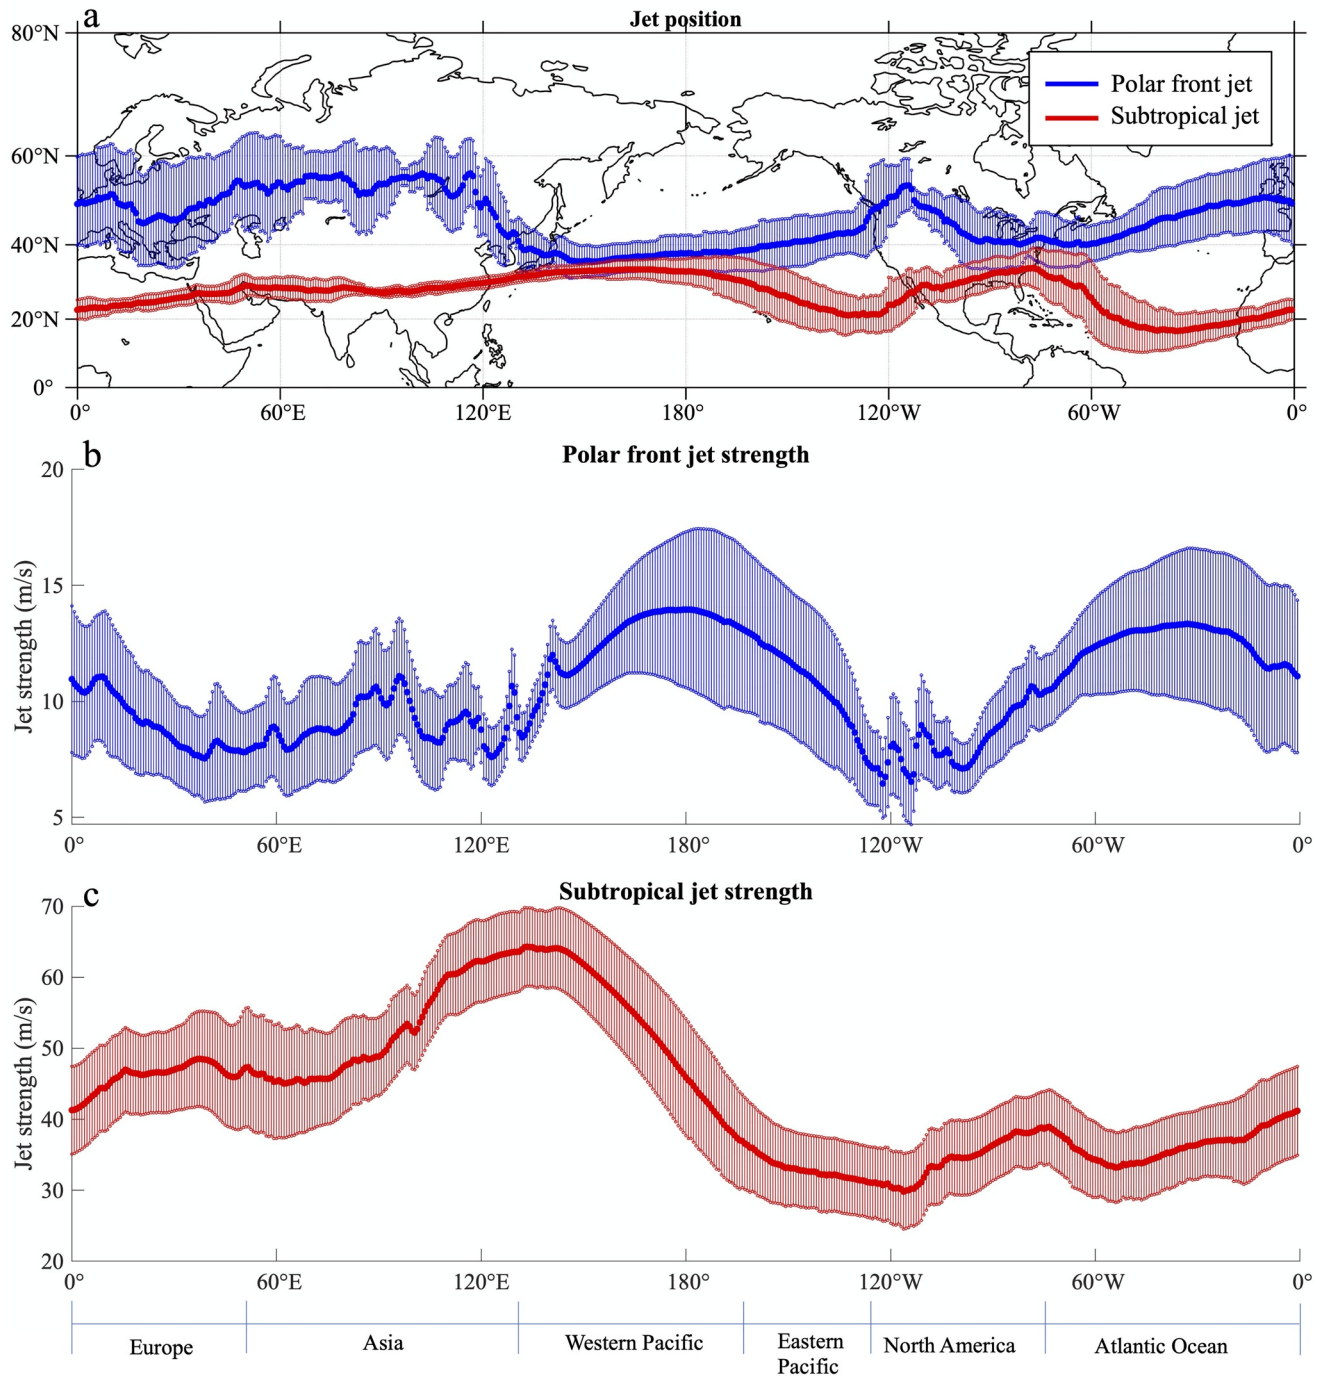 a
Jet position
80°N
60°N
40°N
20°N
0°
Polar front jet
Subtropical jet
0° 60°E 120°E 180° 120°W 60°W 0°
b
Polar front jet strength
Jet strength (m/s)
20
15
10
5
0° 60°E 120°E 180° 120°W 60°W 0°
c
Subtropical jet strength
Jet strength (m/s)
70
60
50
40
30
20
0° 60°E 120°E 180° 120°W 60°W 0°
Europe
Asia
Western Pacific
Eastern
Pacific
North America
Atlantic Ocean